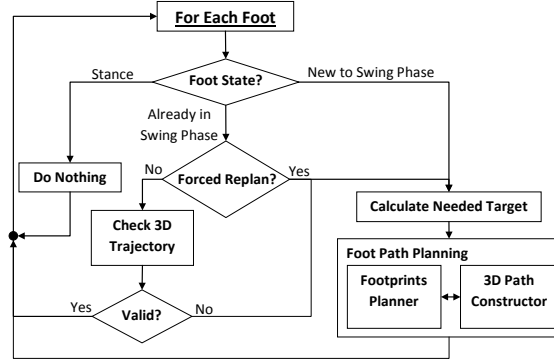 For Each Foot
Stance
Foot State?
New to Swing Phase
Already in
Swing Phase
No
Forced Replan?
Yes
Do Nothing
Calculate Needed Target
Check 3D
Trajectory
Foot Path Planning
Footprints
Planner
3D Path
Constructor
Yes
Valid?
No